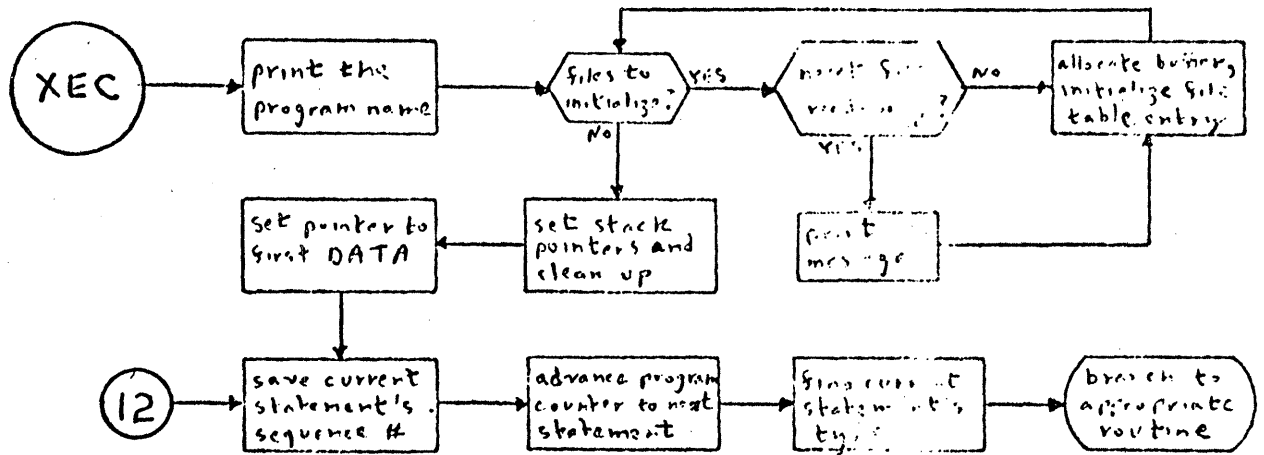 XEC
print the
program name
files to
initialize?
YES
NO
?
NO
YES
allocate buffer,
initialize file
table entry
set pointer to
first DATA
set stack
pointers and
clean up
print
message
12
save current
statement's
sequence #
advance program
counter to next
statement
find current
statement's
type
branch to
appropriate
routine